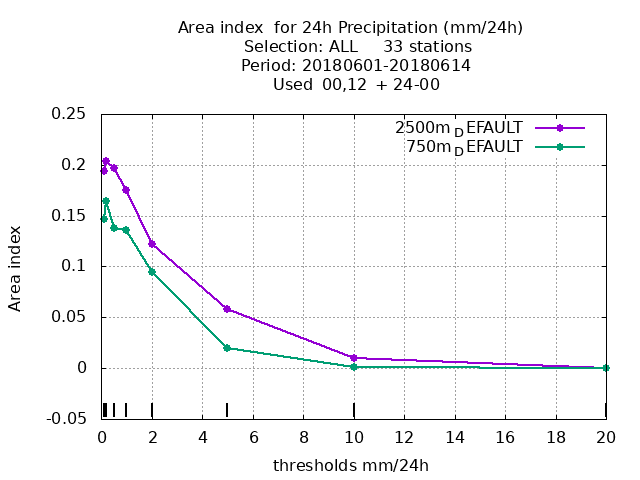 Area index  for 24h Precipitation (mm/24h)
Selection: ALL     33 stations
Period: 20180601-20180614
Used  00,12  + 24-00
2500m_DEFAULT
750m_DEFAULT
0.25
0.2
0.15
0.1
0.05
0
-0.05
Area index
0 2 4 6 8 10 12 14 16 18 20
thresholds mm/24h